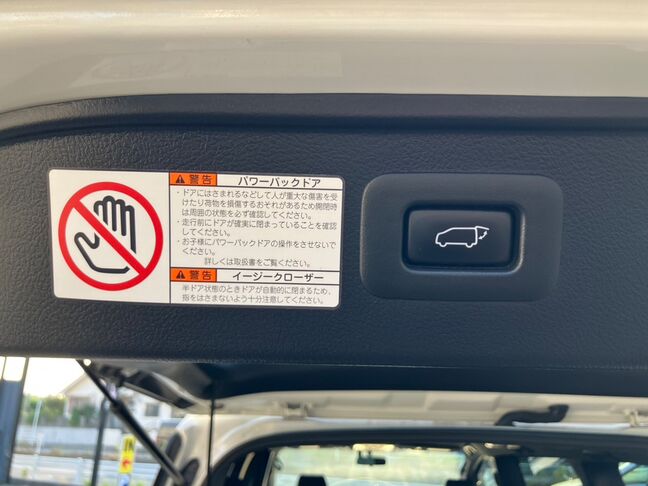 警告 パワーバックドア
・ドアにはさまれるなどして人が重大な傷害を受
けたり荷物を損傷するおそれがあるため開閉時
は周囲の状態を必ず確認してください。
・走行前にドアが確実に閉まっていることを確認
してください。
・お子様にパワーバックドアの操作をさせないで
ください。
詳しくは取扱書をご覧ください。
警告 イージークローザー
半ドア状態のときドアが自動的に閉まるため、
指をはさまないよう十分注意してください。
IN